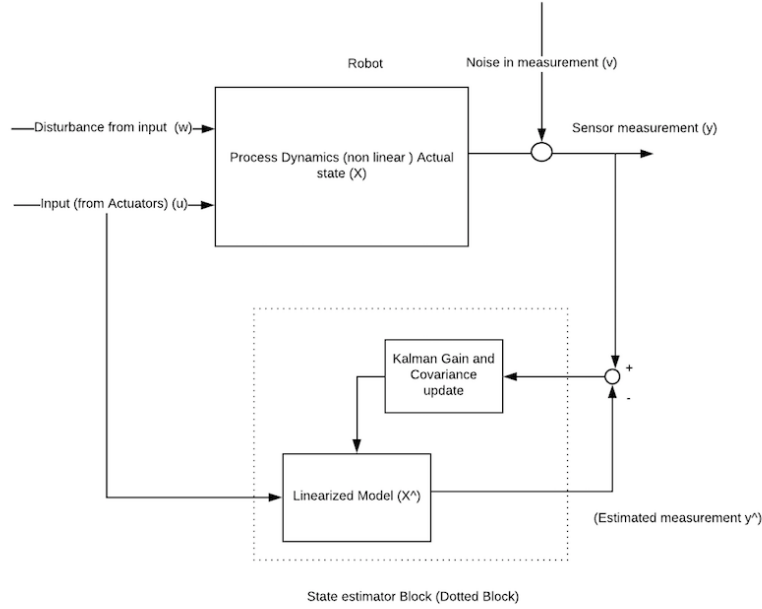 Robot
Noise in measurement (v)
Disturbance from input (w)
Sensor measurement (y)
Process Dynamics (non linear ) Actual
state (X)
Input (from Actuators) (u)
Kalman Gain and
Covariance
update
+
-
Linearized Model (X^)
(Estimated measurement y^)
State estimator Block (Dotted Block)